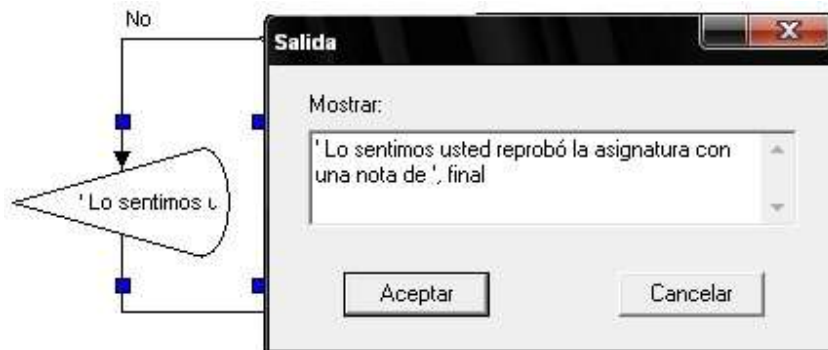 No
Salida
Mostrar:
' Lo sentimos usted reprobó la asignatura con
una nota de ', final
' Lo sentimos u
Aceptar
Cancelar